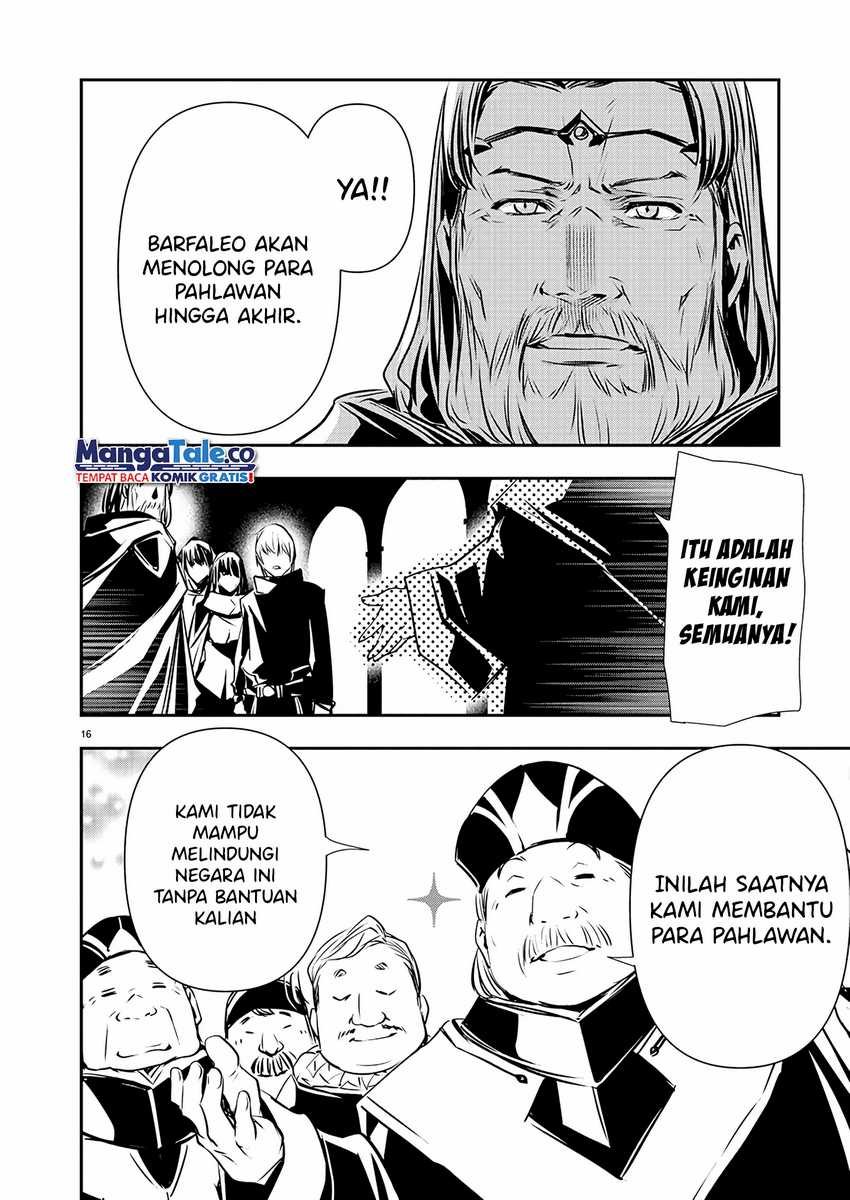 YA!!
BARFALEO AKAN
MENOLONG PARA
PAHLAWAN
HINGGA AKHIR.
MangaTale.co
TEMPAT BACA KOMIK GRATIS!
ITU ADALAH
KEINGINAN
KAMI,
SEMUANYA!
16
INILAH SAATNYA
KAMI MEMBANTU
PARA PAHLAWAN.
KAMI TIDAK
MAMPU
MELINDUNGI
NEGARA INI
TANPA BANTUAN
KALIAN